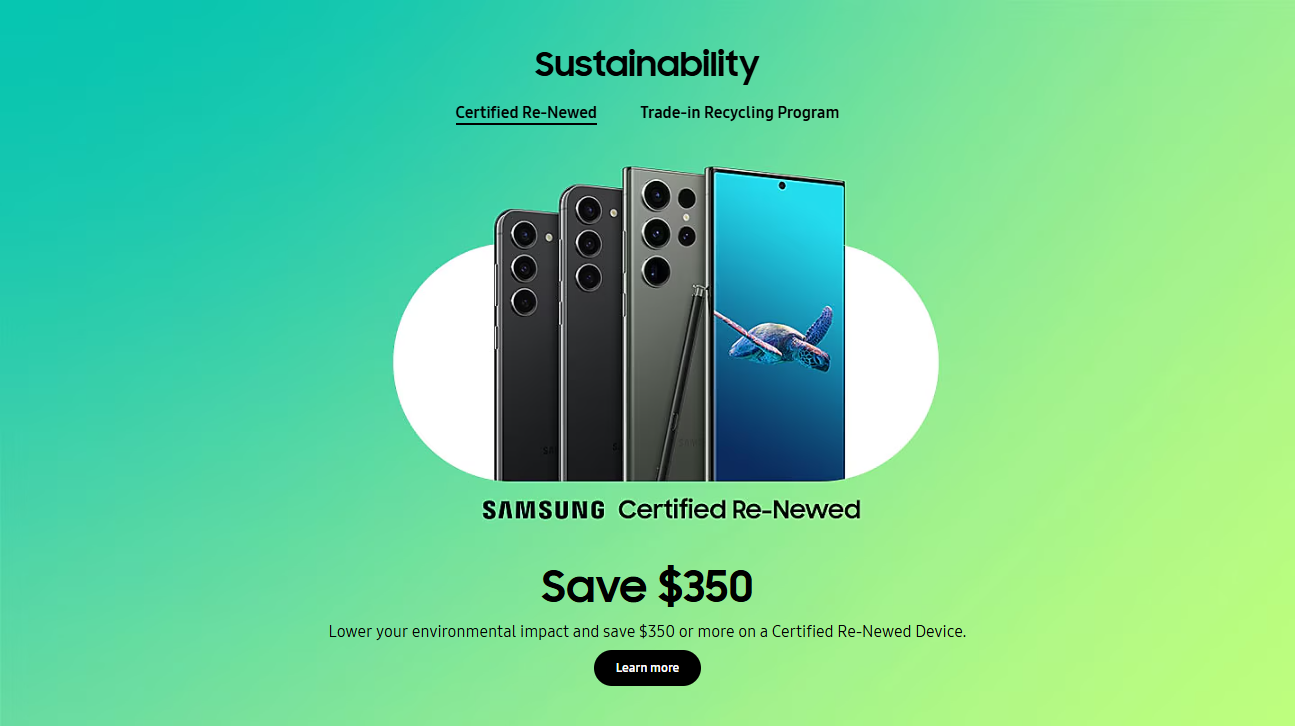 Sustainability
Certified Re-Newed Trade-in Recycling Program
SAMSUNG Certified Re-Newed
Save $350
Lower your environmental impact and save $350 or more on a Certified Re-Newed Device.
Learn more